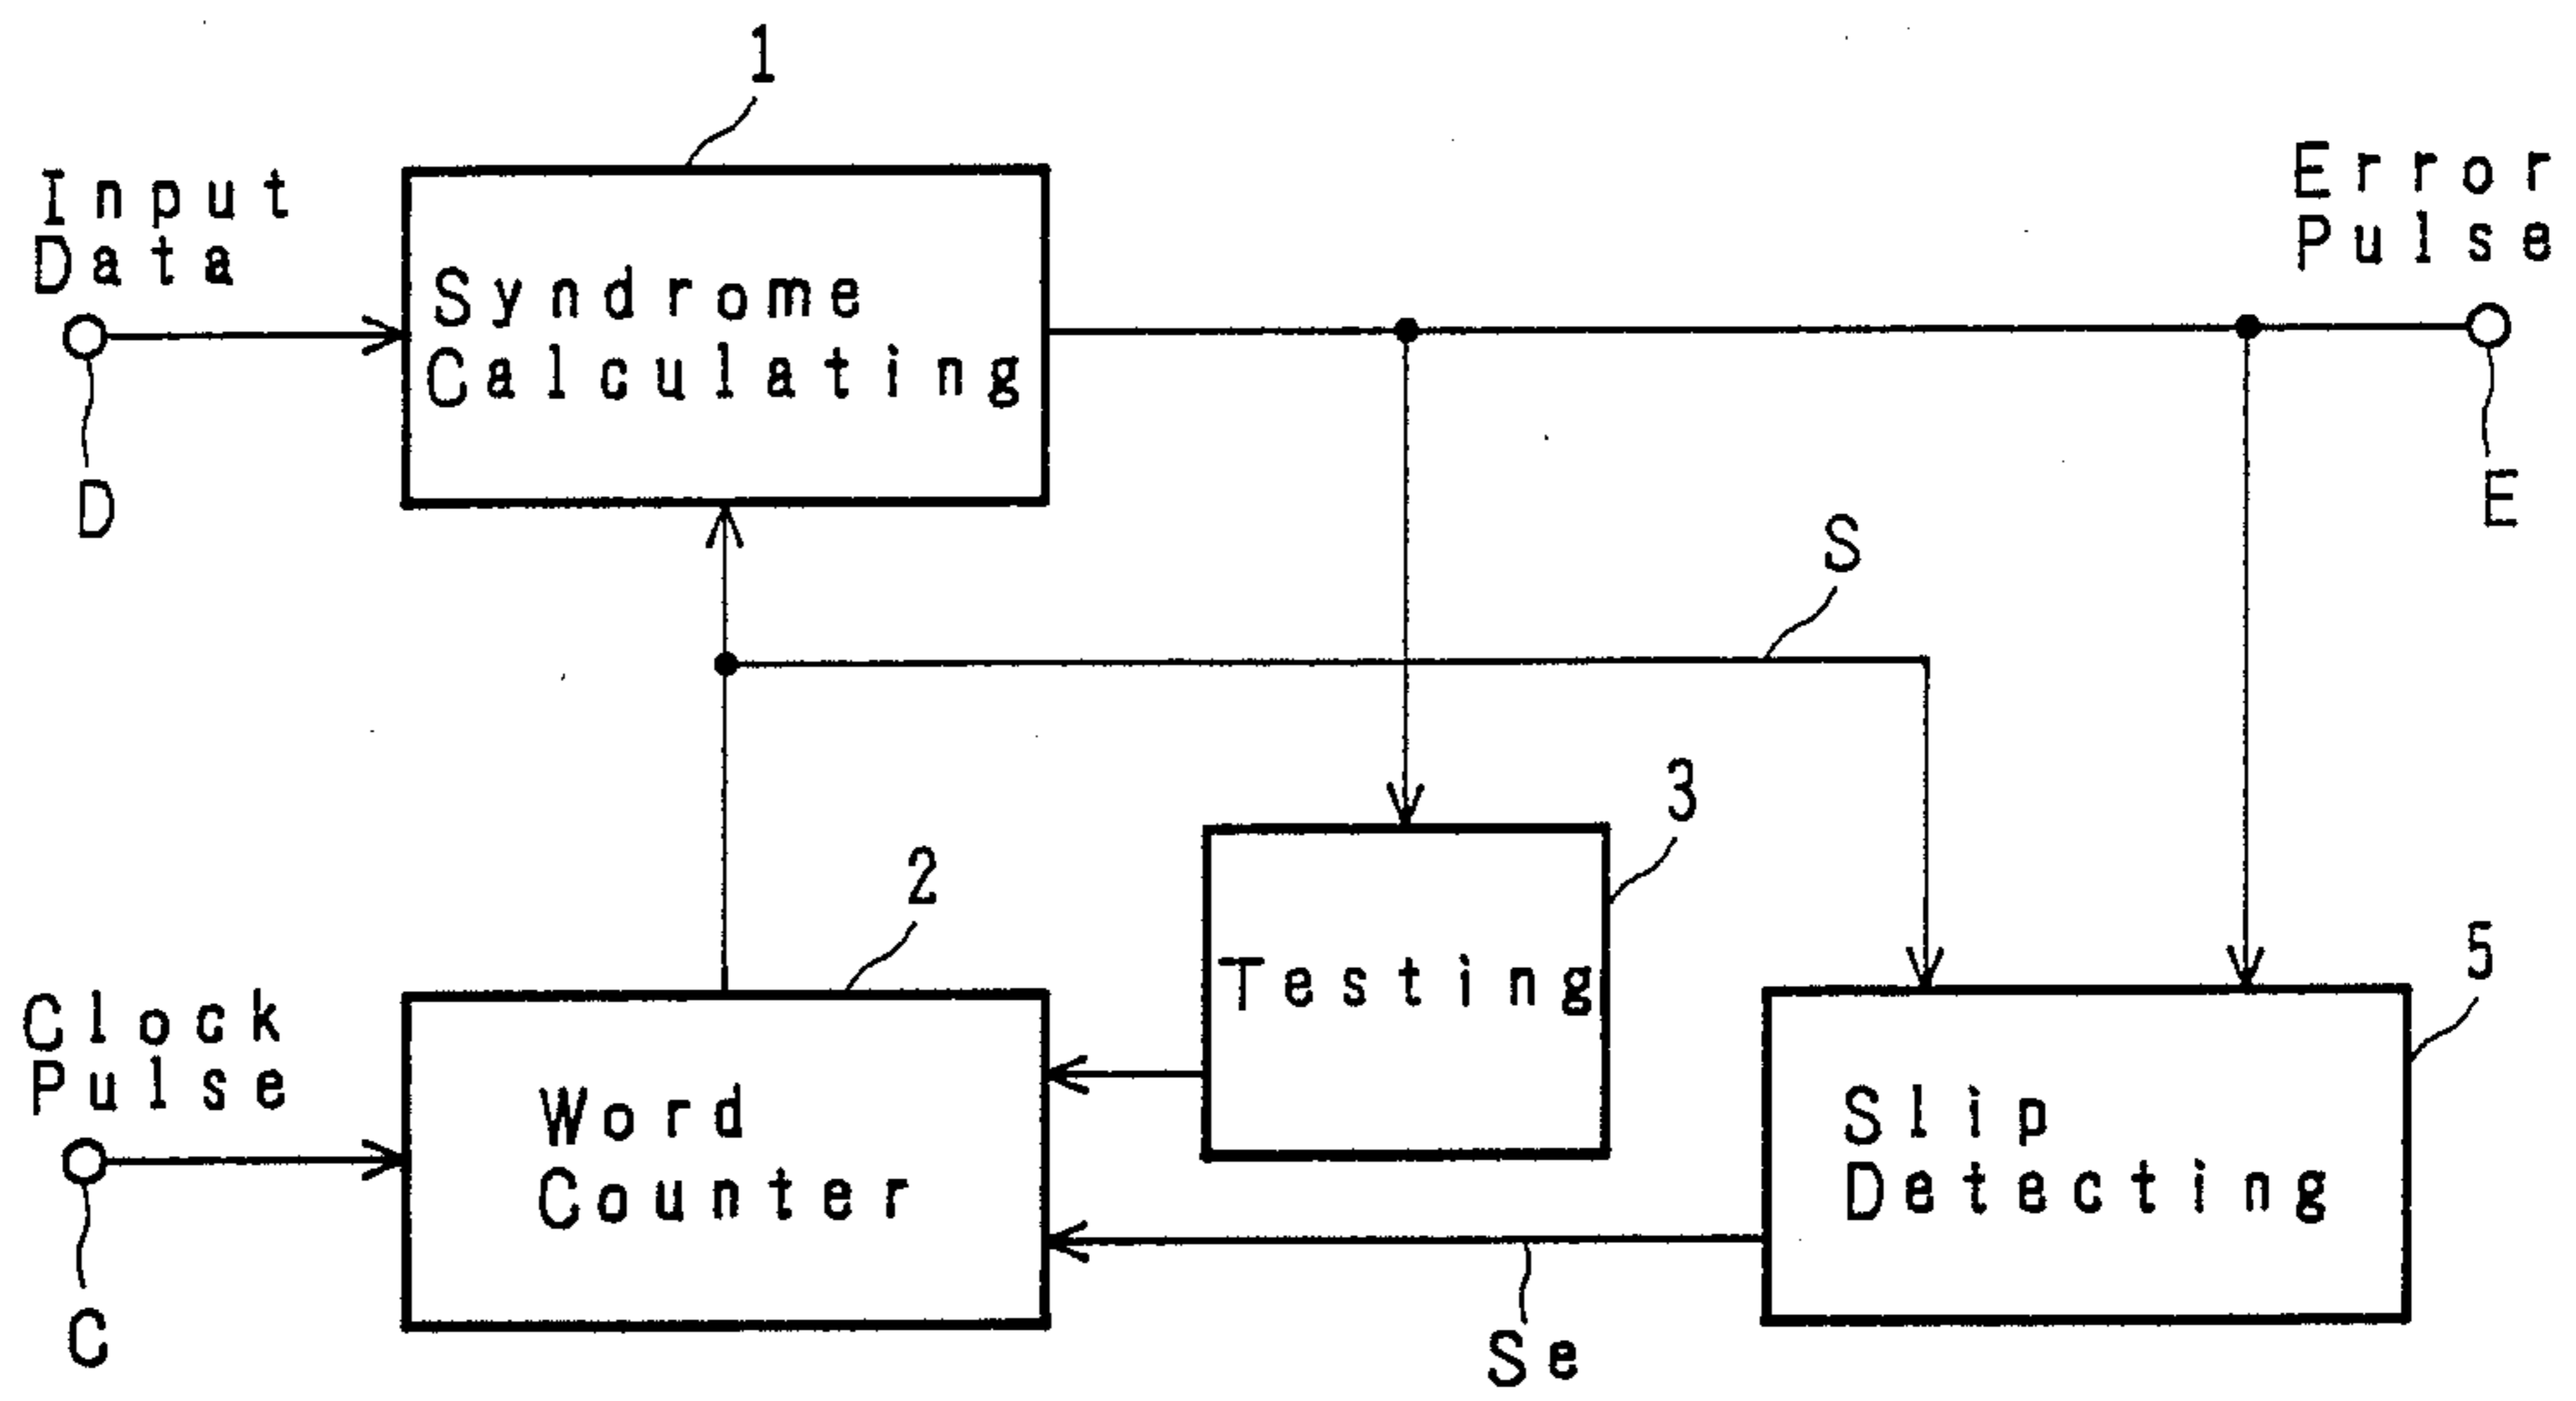 1
Input
Data
Error
Pulse
Syndrome
Calculating
D
E
S
3
2
5
Clock
Pulse
Testing
Word
Counter
Slip
Detecting
C
Se